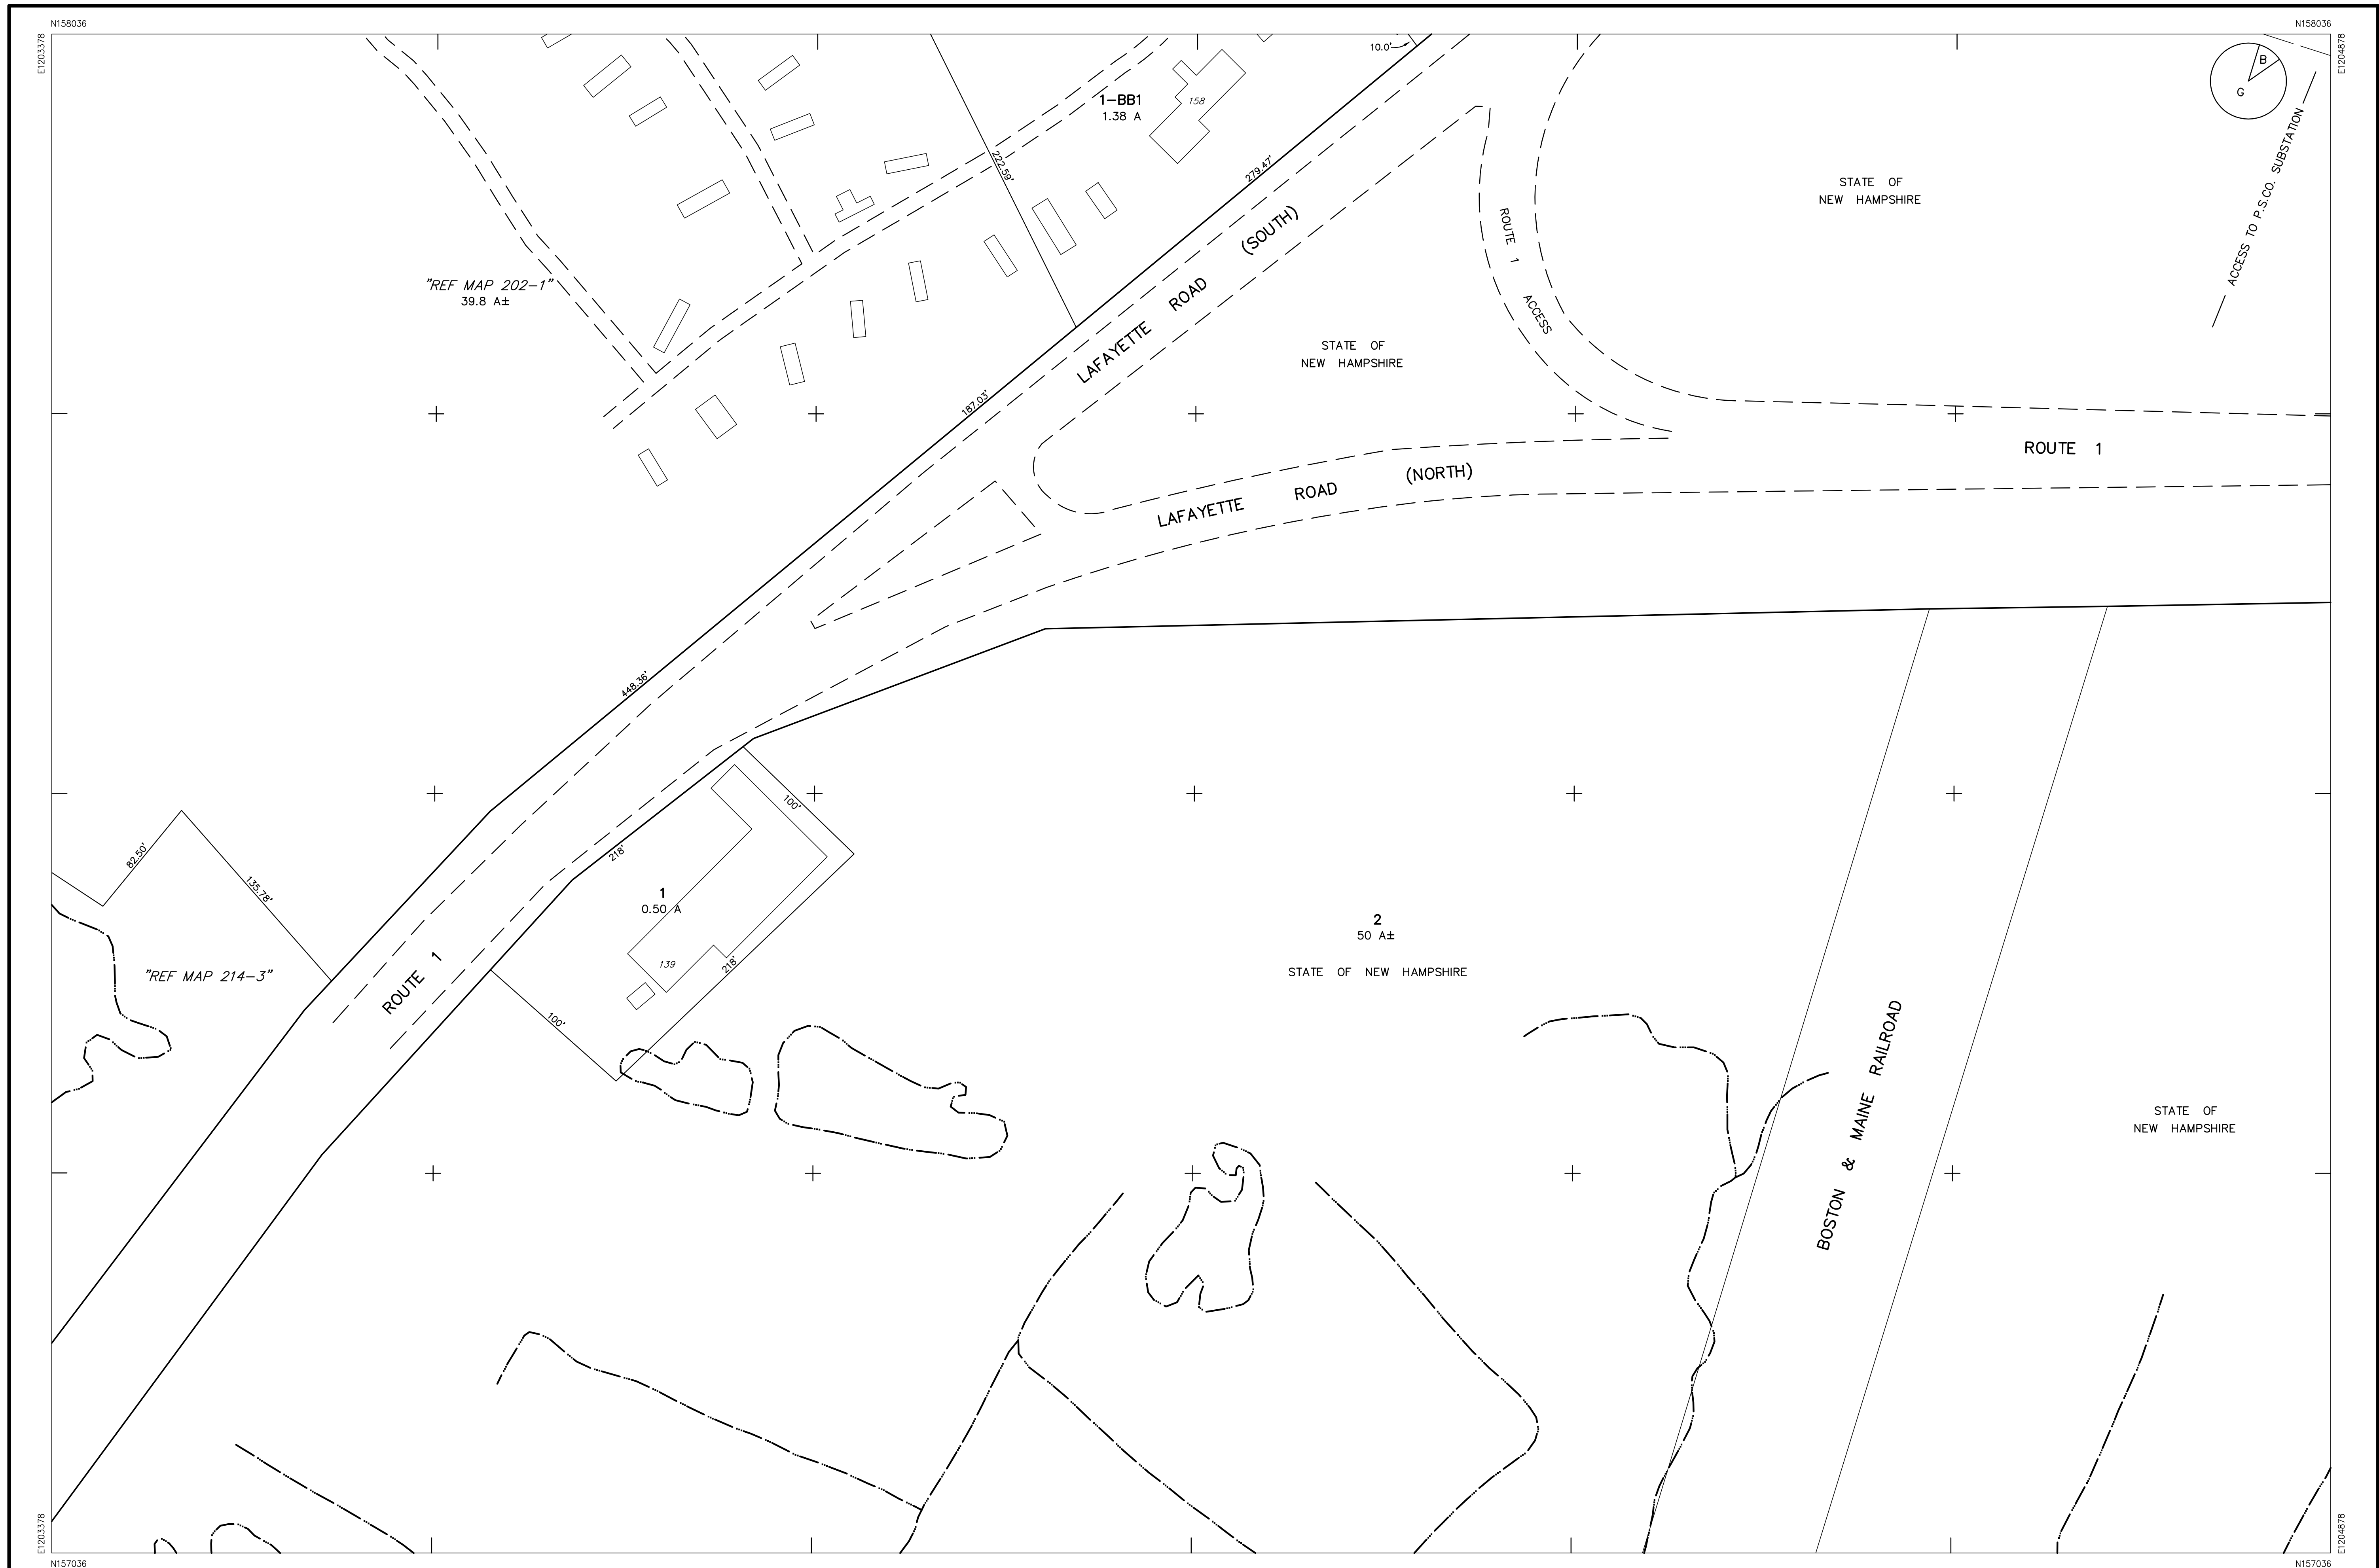 N158036
N158036
E1203378
E1204878
10.0'
B
G
1-BB1
1.38 A
158
222.59'
279.47'
STATE OF
NEW HAMPSHIRE
ACCESS TO P.S.CO. SUBSTATION
ROUTE 1 ACCESS
LAFAYETTE ROAD (SOUTH)
"REF MAP 202-1"
39.8 A±
STATE OF
NEW HAMPSHIRE
187.03'
ROUTE 1
LAFAYETTE ROAD (NORTH)
448.36'
100'
82.50'
218'
135.78'
1
0.50 A
139
218'
2
50 A±
STATE OF NEW HAMPSHIRE
"REF MAP 214-3"
ROUTE 1
100'
BOSTON & MAINE RAILROAD
STATE OF
NEW HAMPSHIRE
E1203378
E1204878
N157036
N157036